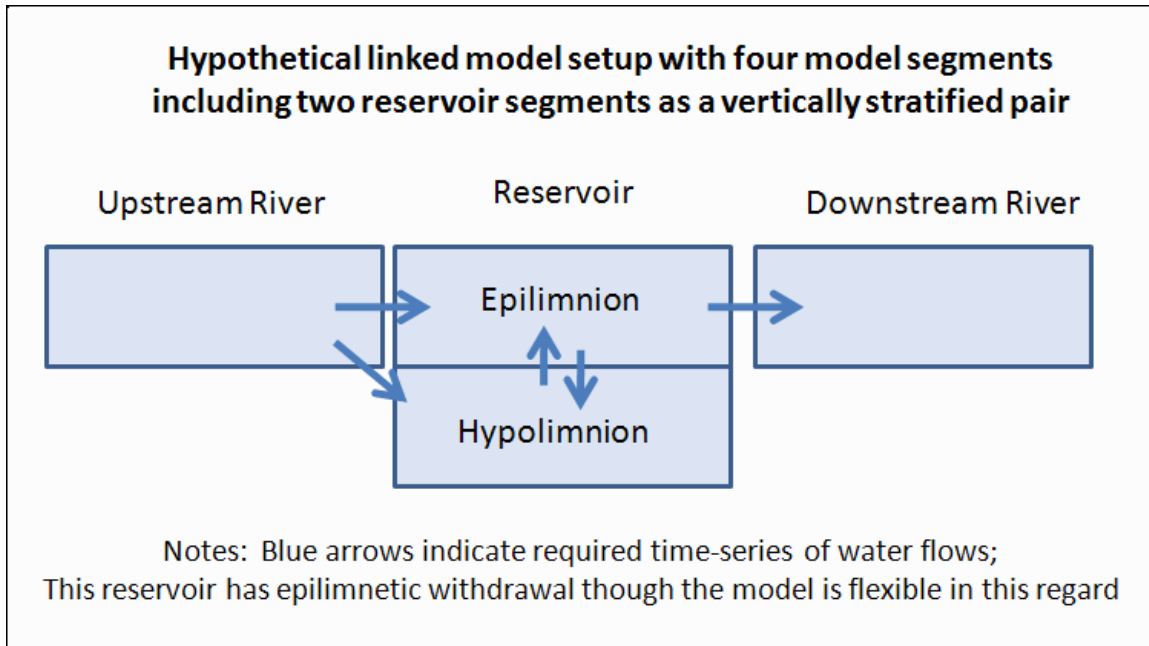 Hypothetical linked model setup with four model segments
including two reservoir segments as a vertically stratified pair
Upstream River
Reservoir
Downstream River
Epilimnion
Hypolimnion
Notes:  Blue arrows indicate required time-series of water flows;
This reservoir has epilimnetic withdrawal though the model is flexible in this regard